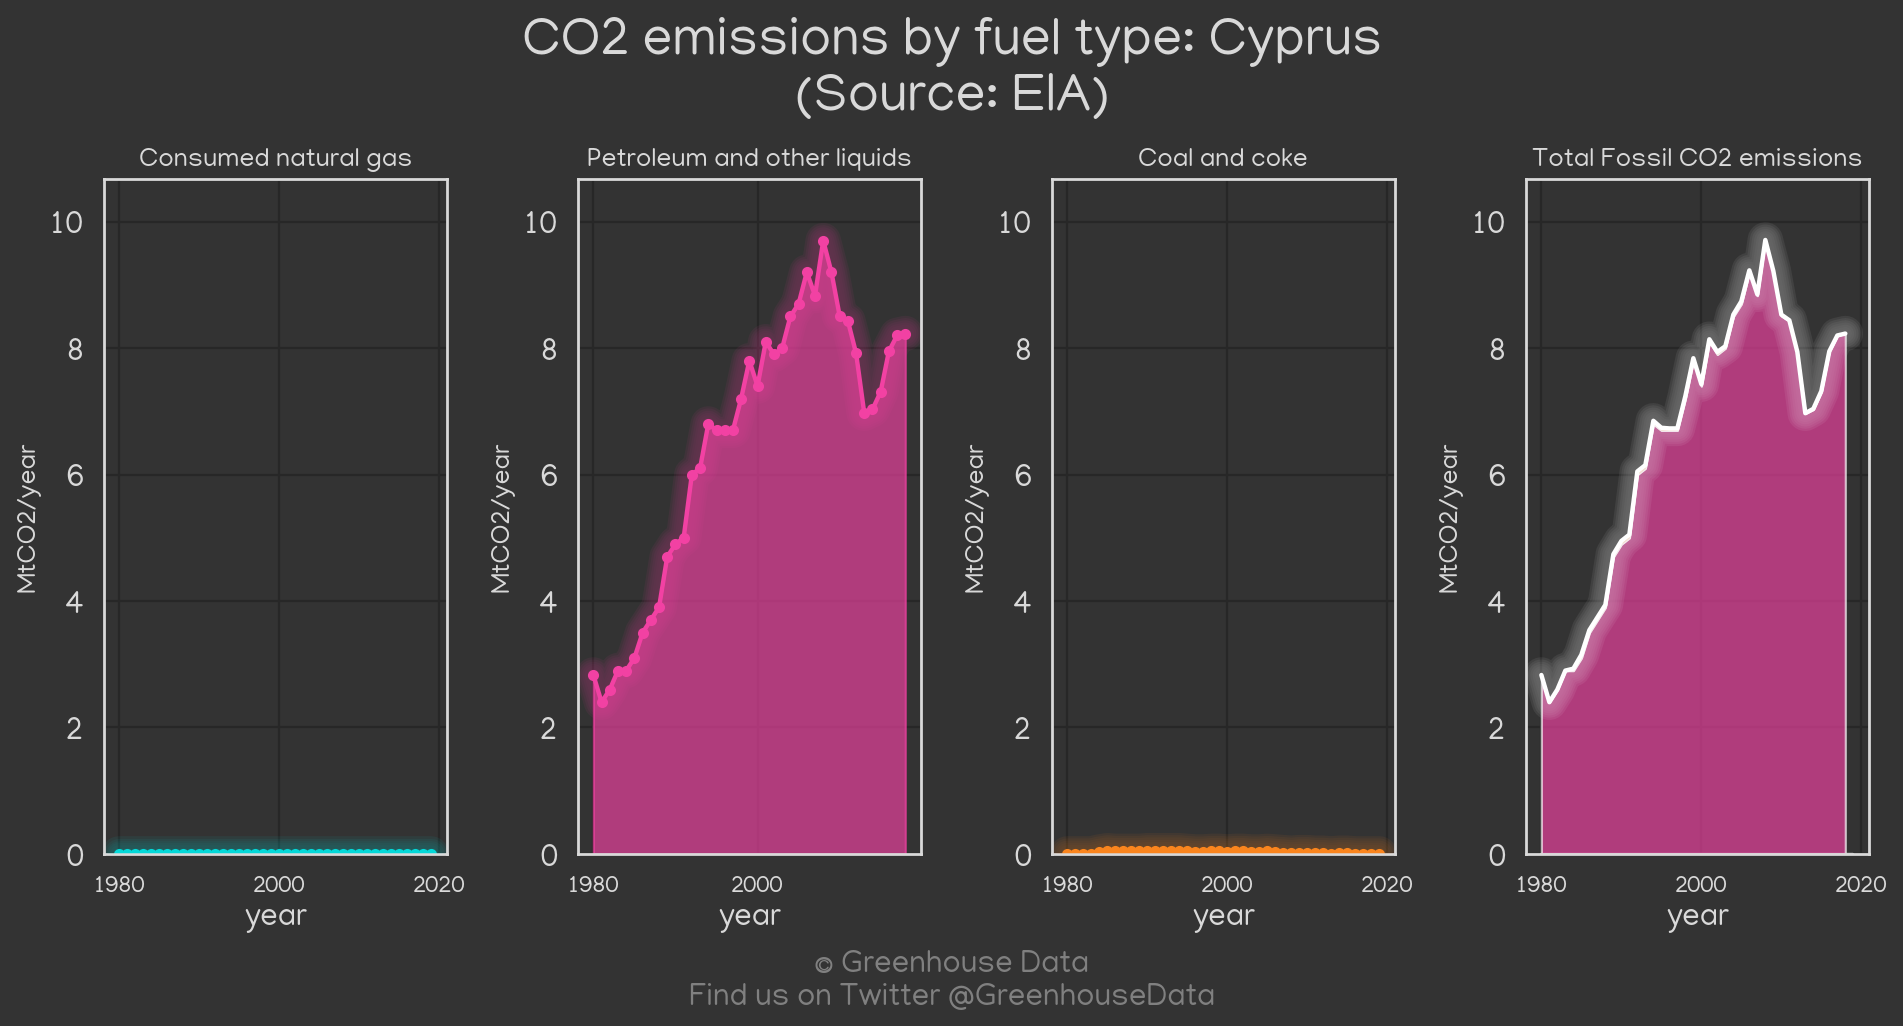 CO2 emissions by fuel type: Cyprus
(Source: EIA)
Consumed natural gas
10
8
6
4
2
0
MtCO2/year
1980 2000 2020
year
Petroleum and other liquids
10
8
6
4
2
0
MtCO2/year
1980 2000
year
Coal and coke
10
8
6
4
2
0
MtCO2/year
1980 2000 2020
year
Total Fossil CO2 emissions
10
8
6
4
2
0
MtCO2/year
1980 2000 2020
year
© Greenhouse Data
Find us on Twitter @GreenhouseData